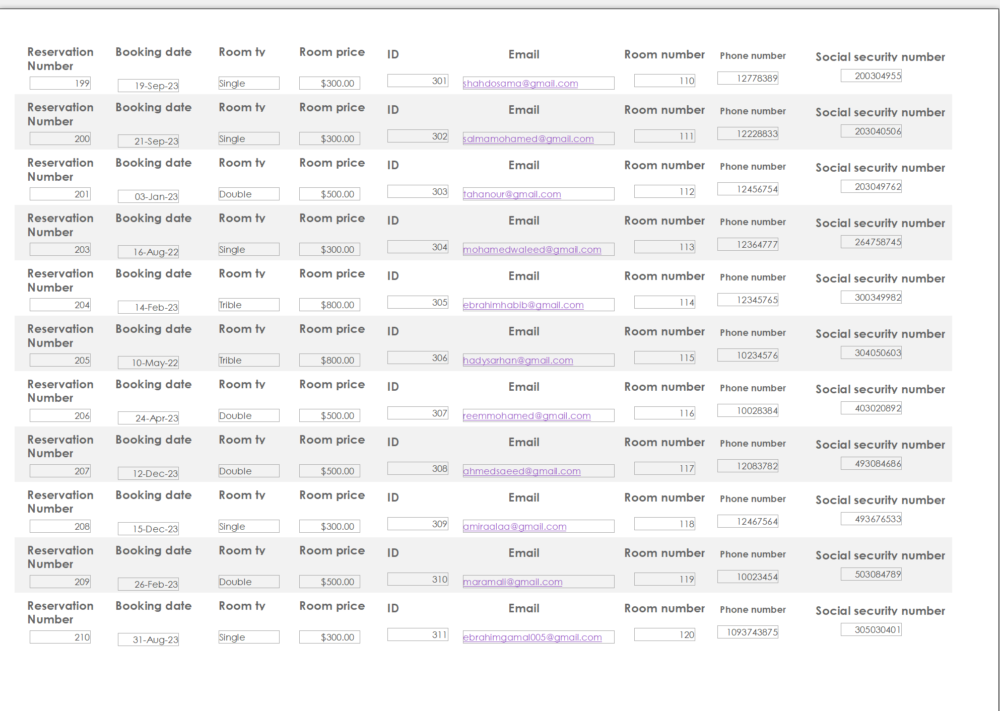 Reservation Number Booking date Room ty Room price ID Email Room number Phone number Social security number
199 19-Sep-23 Single $300.00 301 shahdosama@gmail.com 110 12778389 200304955
Reservation Number Booking date Room ty Room price ID Email Room number Phone number Social security number
200 21-Sep-23 Single $300.00 302 salmamohamed@gmail.com 111 12228833 203040506
Reservation Number Booking date Room ty Room price ID Email Room number Phone number Social security number
201 03-Jan-23 Double $500.00 303 tahanour@gmail.com 112 12456754 203049762
Reservation Number Booking date Room ty Room price ID Email Room number Phone number Social security number
203 16-Aug-22 Single $300.00 304 mohamedwaleed@gmail.com 113 12364777 264758745
Reservation Number Booking date Room ty Room price ID Email Room number Phone number Social security number
204 14-Feb-23 Trible $800.00 305 ebrahimhabib@gmail.com 114 12345765 300349982
Reservation Number Booking date Room ty Room price ID Email Room number Phone number Social security number
205 10-May-22 Trible $800.00 306 hadysarhan@gmail.com 115 10234576 304050603
Reservation Number Booking date Room ty Room price ID Email Room number Phone number Social security number
206 24-Apr-23 Double $500.00 307 reemmohamed@gmail.com 116 10028384 403020892
Reservation Number Booking date Room ty Room price ID Email Room number Phone number Social security number
207 12-Dec-23 Double $500.00 308 ahmedsaeed@gmail.com 117 12083782 493084686
Reservation Number Booking date Room ty Room price ID Email Room number Phone number Social security number
208 15-Dec-23 Single $300.00 309 amiraalaa@gmail.com 118 12467564 493676533
Reservation Number Booking date Room ty Room price ID Email Room number Phone number Social security number
209 26-Feb-23 Double $500.00 310 maramali@gmail.com 119 10023454 503084789
Reservation Number Booking date Room ty Room price ID Email Room number Phone number Social security number
210 31-Aug-23 Single $300.00 311 ebrahimgamal005@gmail.com 120 1093743875 305030401